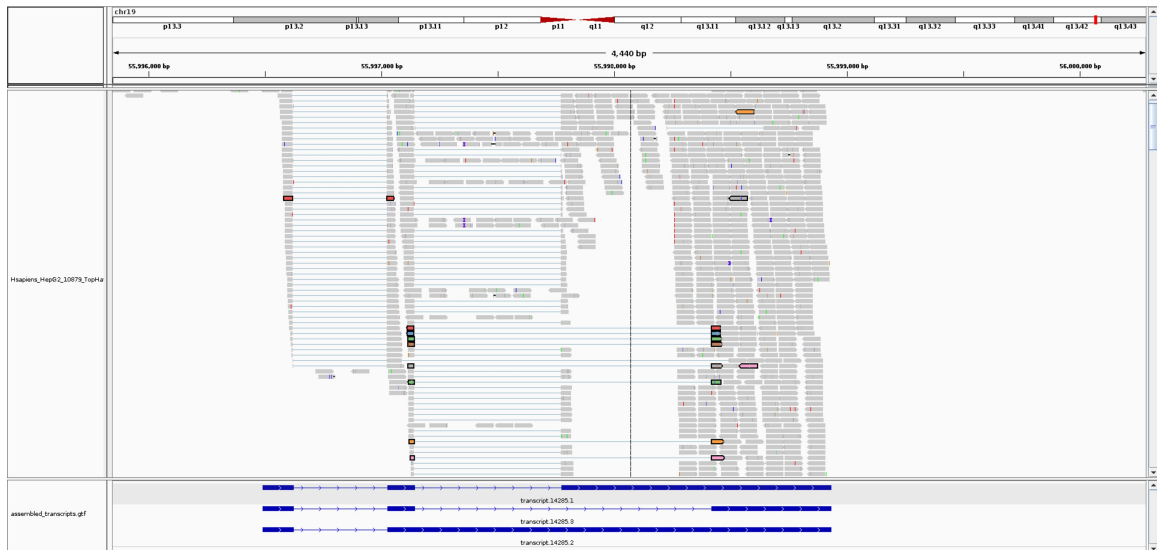 chr19
p13.3 p13.2 p13.13 p13.11 p12 p11 q11 q12 q13.11 q13.12 q13.13 q13.2 q13.31 q13.32 q13.33 q13.41 q13.42 q13.43
4,440 bp
55,996,000 bp 55,997,000 bp 55,990,000 bp 55,999,000 bp 56,000,000 bp
Hsapiens_HepG2_10879_TopHa
transcript.14285.1
assembled_transcripts.gtf
transcript.14285.3
transcript.14285.2